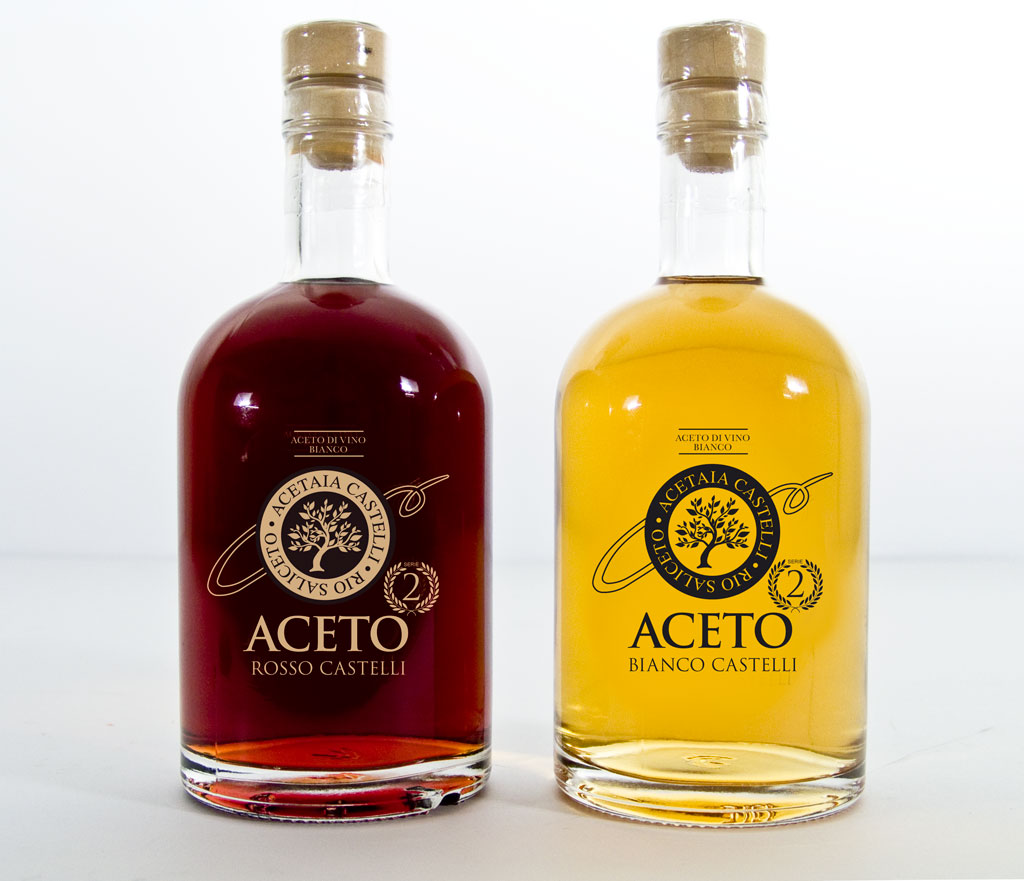 ACETO DI VINO
BIANCO
ACETAIA CASTELLI • RIO SALICETO •
SERIE
2
ACETO
ROSSO CASTELLI
ACETO DI VINO
BIANCO
ACETAIA CASTELLI • RIO SALICETO •
SERIE
2
ACETO
BIANCO CASTELLI